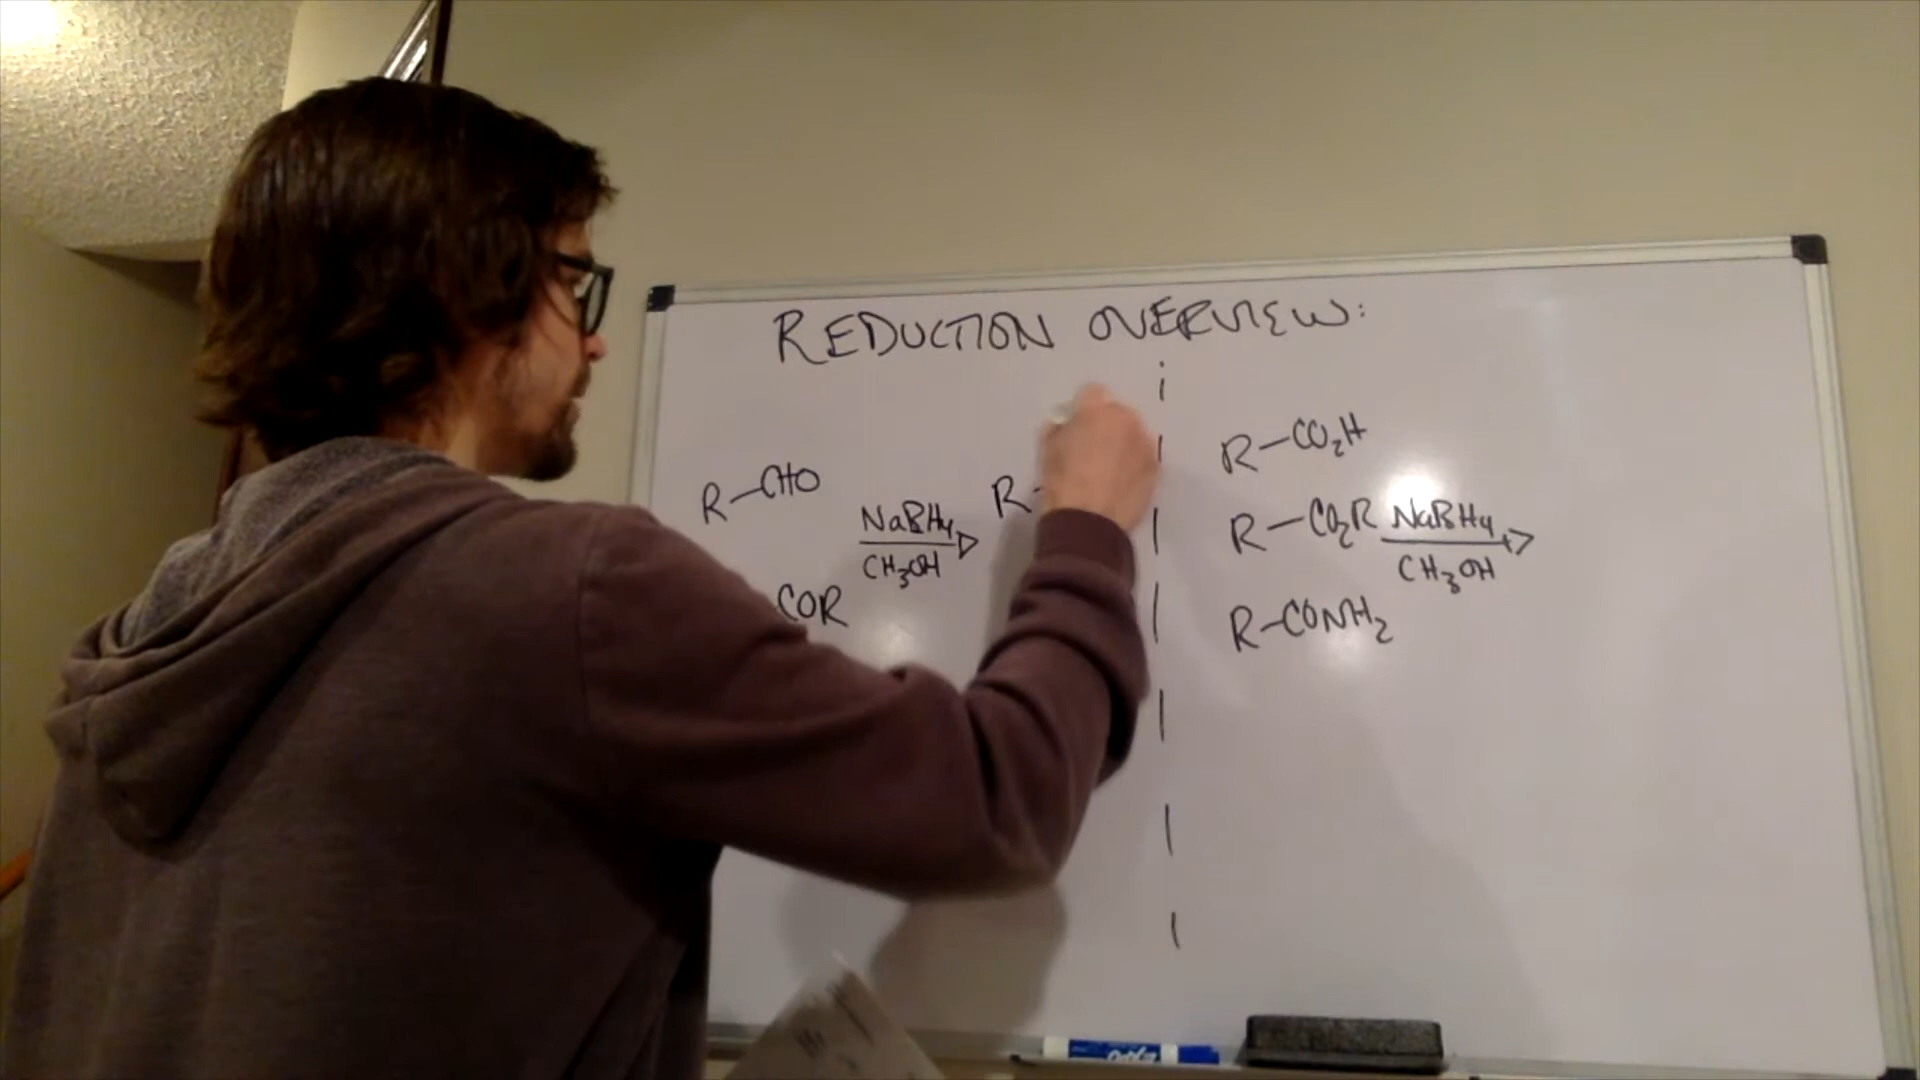 REDUCTION OVERVIEW:
R-CHO
NaBH4
CH3OH
R-
COR
R-CO2H
R-CO2R
NaBH4
CH3OH
R-CONH2